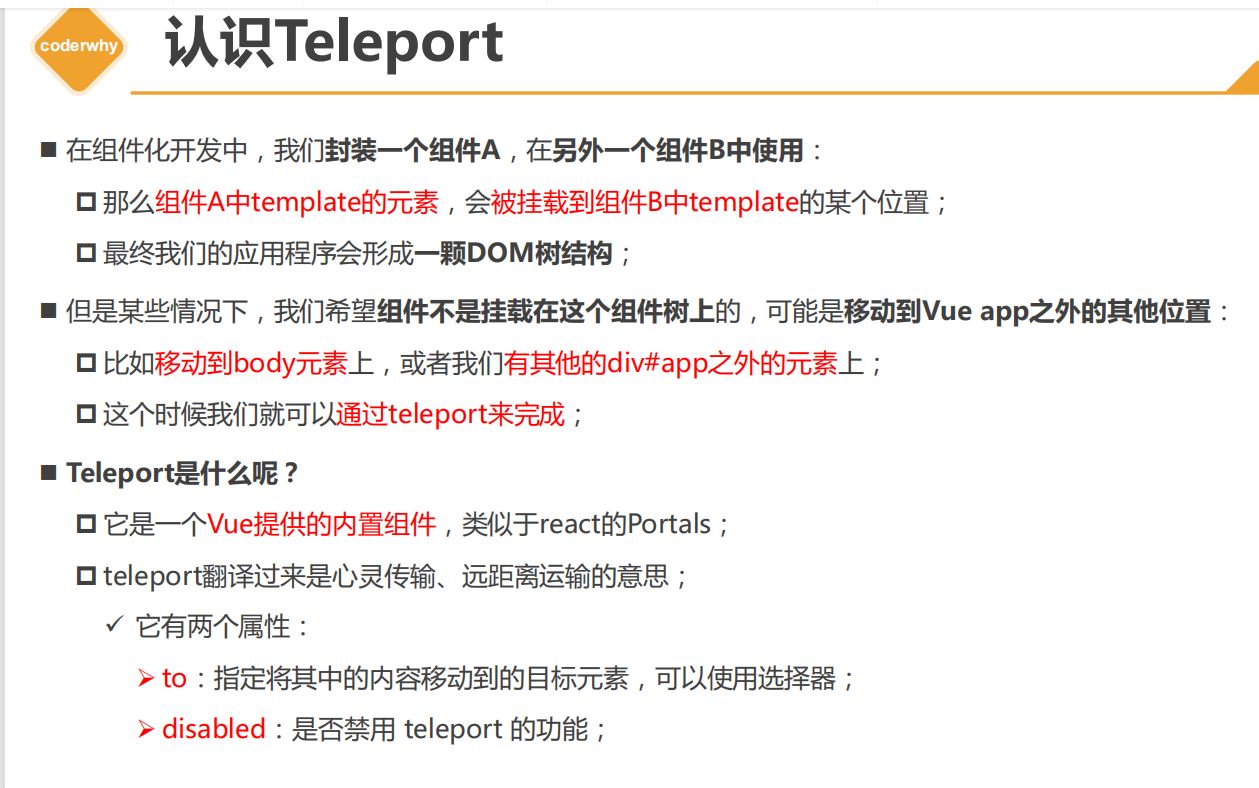 coderwhy
认识Teleport
在组件化开发中，我们封装一个组件A，在另外一个组件B中使用：
那么组件A中template的元素，会被挂载到组件B中template的某个位置；
最终我们的应用程序会形成一颗DOM树结构；
但是某些情况下，我们希望组件不是挂载在这个组件树上的，可能是移动到Vue app之外的其他位置：
比如移动到body元素上，或者我们有其他的div#app之外的元素上；
这个时候我们就可以通过teleport来完成；
Teleport是什么呢？
它是一个Vue提供的内置组件，类似于react的Portals；
teleport翻译过来是心灵传输、远距离运输的意思；
它有两个属性：
to：指定将其中的内容移动到的目标元素，可以使用选择器；
disabled：是否禁用 teleport 的功能；